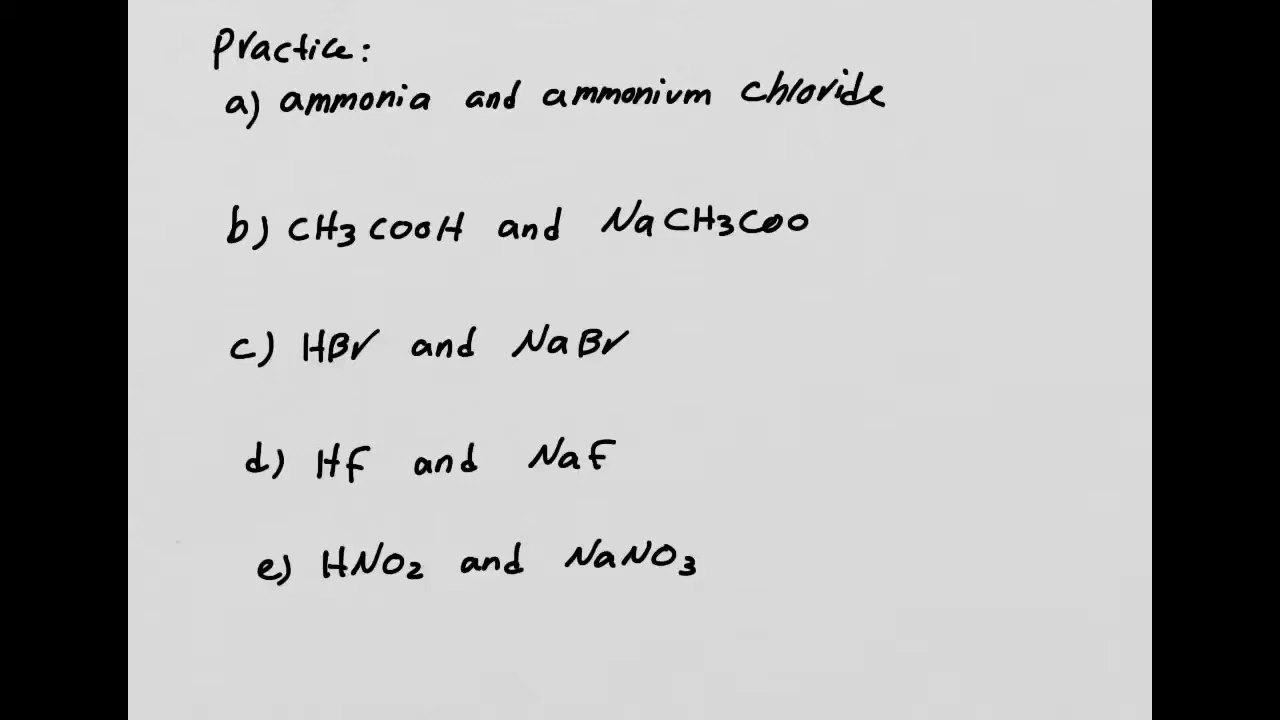 Practice:
a) ammonia and ammonium chloride
b) CH3COOH and NaCH3COO
c) HBr and NaBr
d) HF and NaF
e) HNO2 and NaNO3